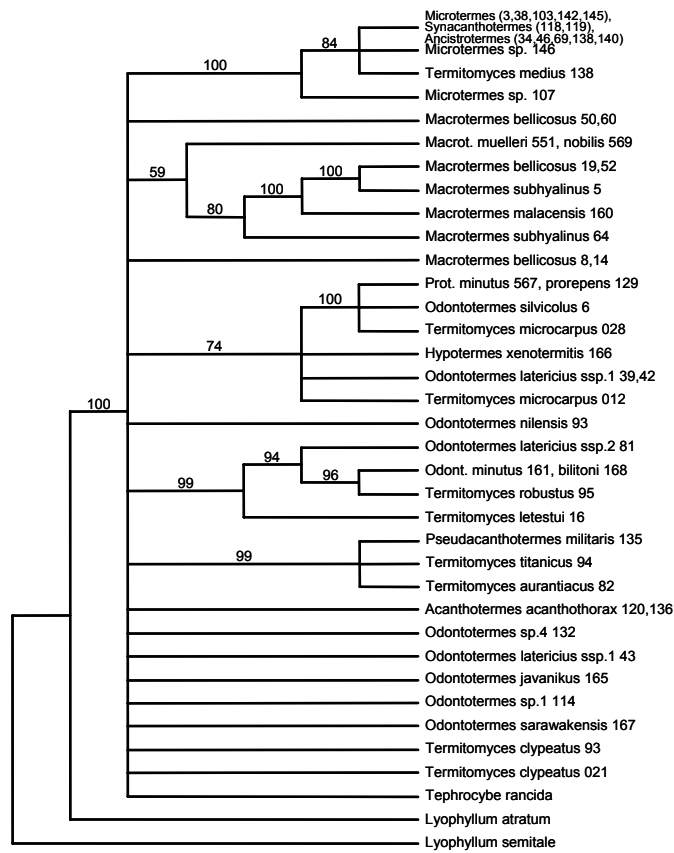 Microtermes (3,38,103,142,145),
Synacanthotermes (118,119),
Ancistrotermes (34,46,69,138,140)
84
Microtermes sp. 146
100
Termitomyces medius 138
Microtermes sp. 107
Macrotermes bellicosus 50,60
Macrot. muelleri 551, nobilis 569
59
100
Macrotermes bellicosus 19,52
100
Macrotermes subhyalinus 5
80
Macrotermes malacensis 160
Macrotermes subhyalinus 64
Macrotermes bellicosus 8,14
Prot. minutus 567, prorepens 129
100
Odontotermes silvicolus 6
Termitomyces microcarpus 028
74
Hypotermes xenotermitis 166
Odontotermes latericius ssp.1 39,42
Termitomyces microcarpus 012
100
Odontotermes nilensis 93
Odontotermes latericius ssp.2 81
94
Odont. minutus 161, bilitoni 168
96
99
Termitomyces robustus 95
Termitomyces letestui 16
Pseudacanthotermes militaris 135
99
Termitomyces titanicus 94
Termitomyces aurantiacus 82
Acanthotermes acanthothorax 120,136
Odontotermes sp.4 132
Odontotermes latericius ssp.1 43
Odontotermes javanikus 165
Odontotermes sp.1 114
Odontotermes sarawakensis 167
Termitomyces clypeatus 93
Termitomyces clypeatus 021
Tephrocybe rancida
Lyophyllum atratum
Lyophyllum semitale